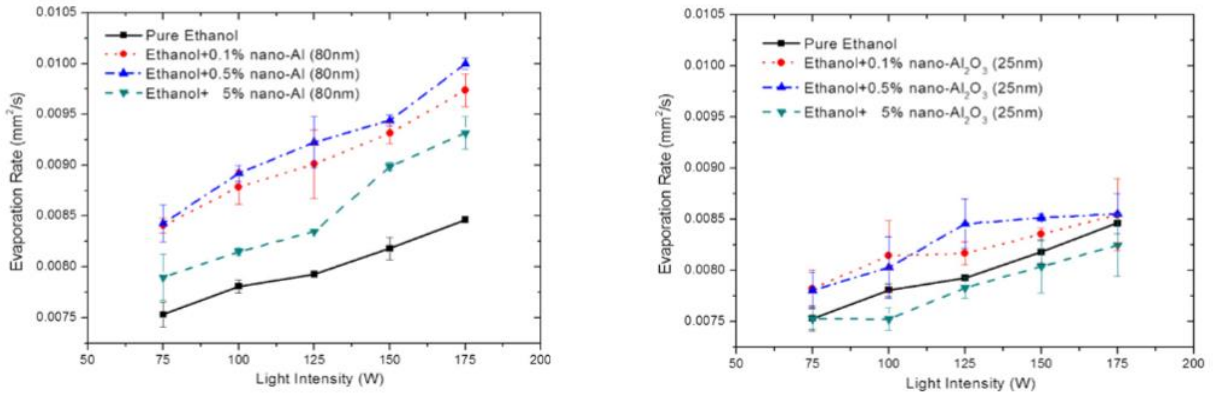 0.0105
0.0100
0.0095
0.0090
0.0085
0.0080
0.0075
Evaporation Rate (mm²/s)
Pure Ethanol
Ethanol+0.1% nano-Al (80nm)
Ethanol+0.5% nano-Al (80nm)
Ethanol+ 5% nano-Al (80nm)
50 75 100 125 150 175 200
Light Intensity (W)
0.0105
0.0100
0.0095
0.0090
0.0085
0.0080
0.0075
Evaporation Rate (mm²/s)
Pure Ethanol
Ethanol+0.1% nano-Al₂O₃ (25nm)
Ethanol+0.5% nano-Al₂O₃ (25nm)
Ethanol+ 5% nano-Al₂O₃ (25nm)
50 75 100 125 150 175 200
Light Intensity (W)